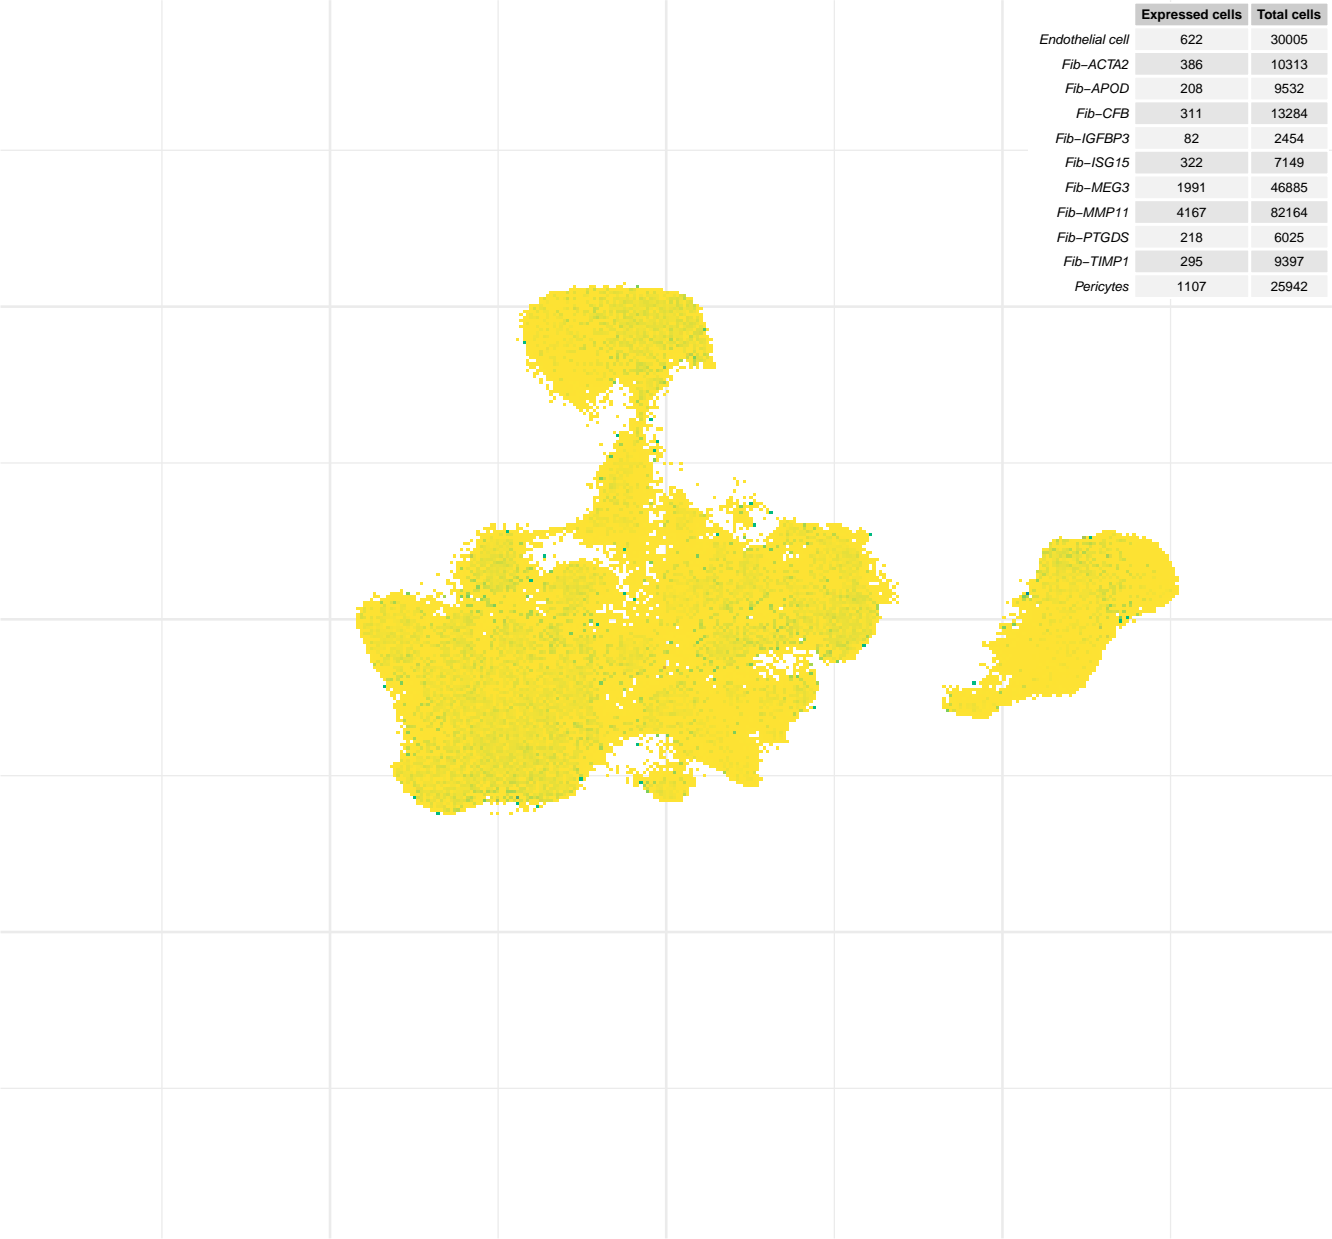 Expressed cells Total cells
Endothelial cell 622 30005
Fib−ACTA2 386 10313
Fib−APOD 208 9532
Fib−CFB 311 13284
Fib−IGFBP3 82 2454
Fib−ISG15 322 7149
Fib−MEG3 1991 46885
Fib−MMP11 4167 82164
Fib−PTGDS 218 6025
Fib−TIMP1 295 9397
Pericytes 1107 25942